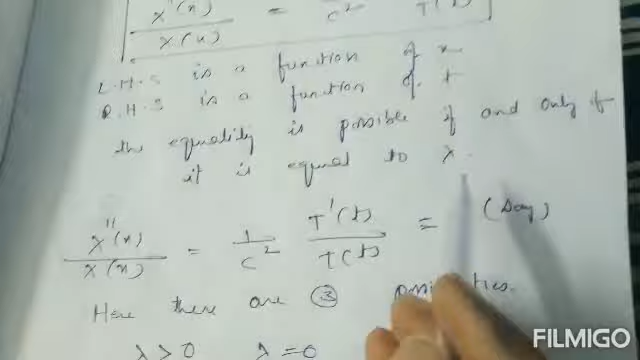 X''(x) / X(x) = 1/c² T'(t)/T(t)
L.H.S is a function of x
R.H.S is a function of t
the equality is possible if and only if
it is equal to λ.
X''(x) / X(x) = 1/c² T'(t)/T(t) = (say)
Here there are ③
λ > 0 λ = 0
FILMIGO